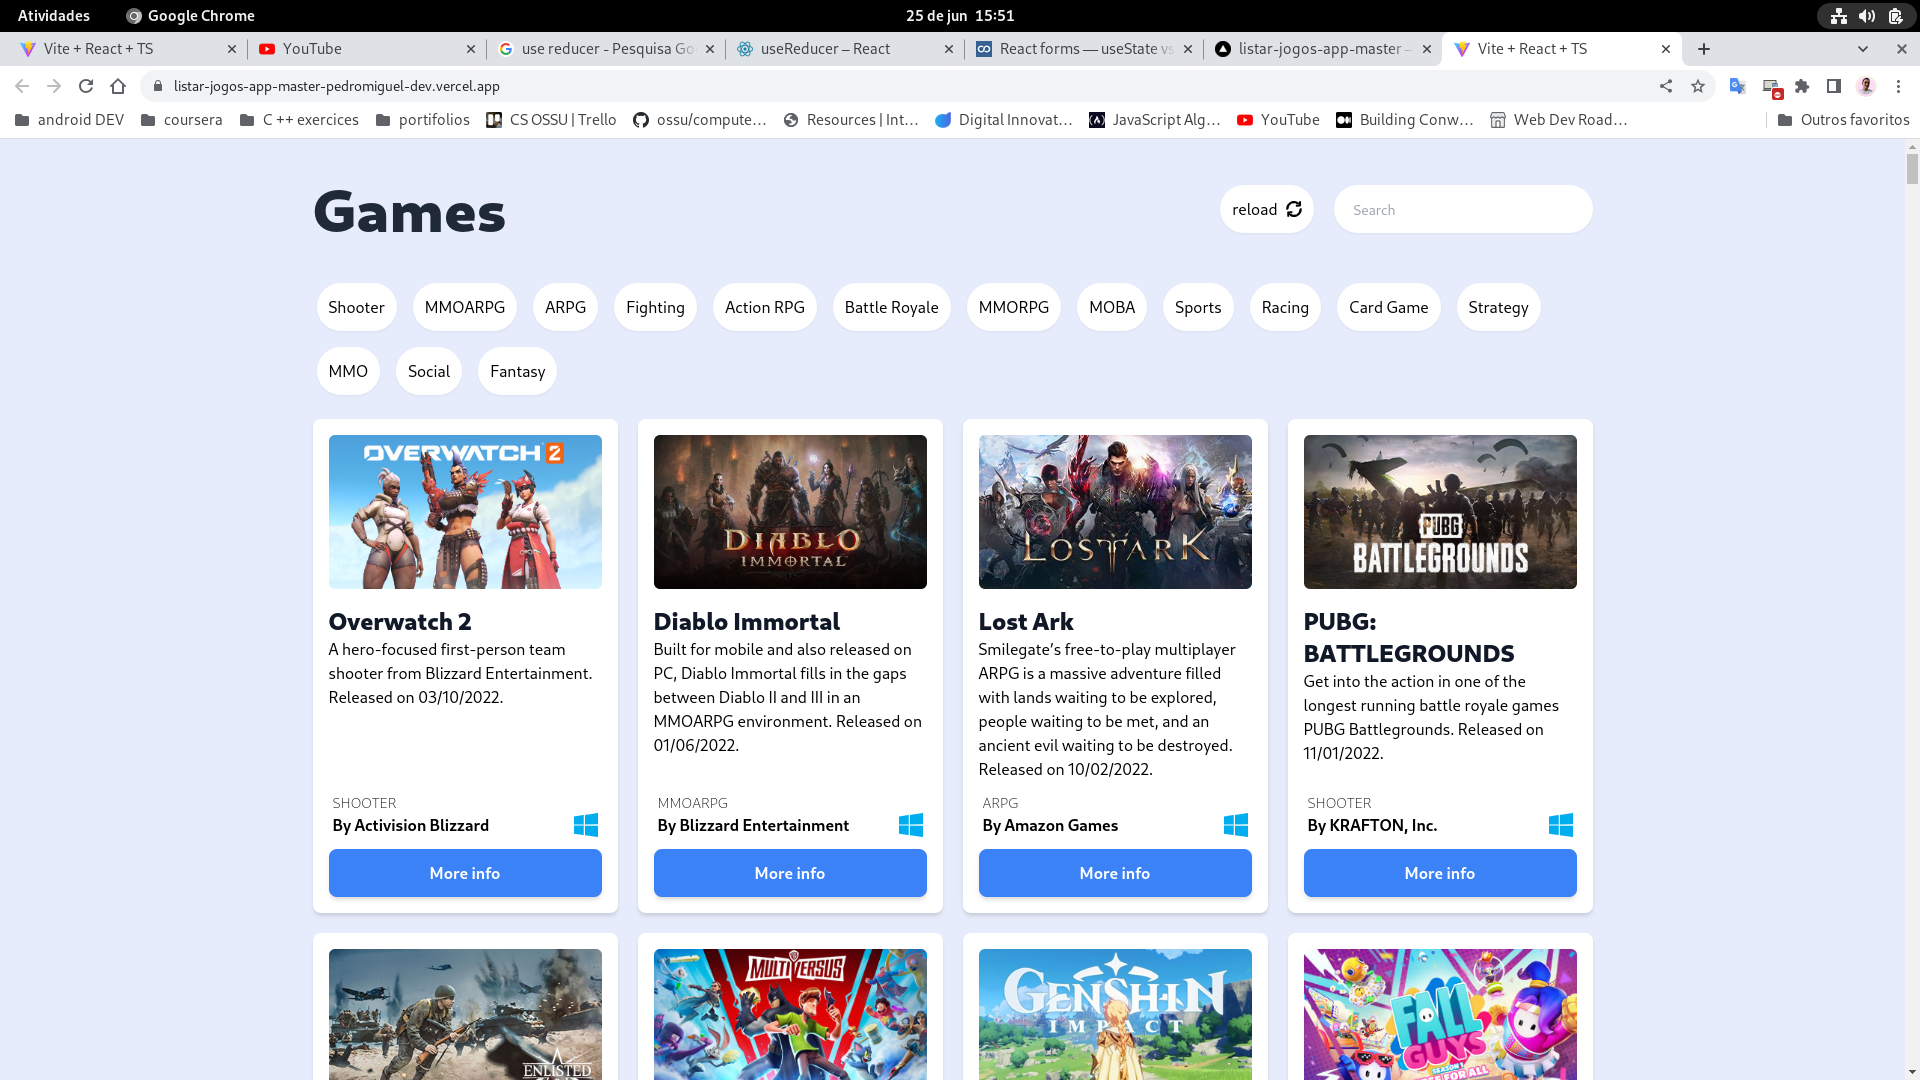 Atividades
Google Chrome
25 de jun 15:51
Vite + React + TS
YouTube
use reducer - Pesquisa Go
useReducer – React
React forms — useState vs
listar-jogos-app-master –
Vite + React + TS
listar-jogos-app-master-pedromiguel-dev.vercel.app
android DEV
coursera
C ++ exercices
portifolios
CS OSSU | Trello
ossu/compute…
Resources | Int…
Digital Innovat…
JavaScript Alg…
YouTube
Building Conw…
Web Dev Road…
Outros favoritos
Games
reload
Search
Shooter
MMOARPG
ARPG
Fighting
Action RPG
Battle Royale
MMORPG
MOBA
Sports
Racing
Card Game
Strategy
MMO
Social
Fantasy
OVERWATCH 2
Overwatch 2
A hero-focused first-person team
shooter from Blizzard Entertainment.
Released on 03/10/2022.
SHOOTER
By Activision Blizzard
More info
DIABLO
IMMORTAL
Diablo Immortal
Built for mobile and also released on
PC, Diablo Immortal fills in the gaps
between Diablo II and III in an
MMOARPG environment. Released on
01/06/2022.
MMOARPG
By Blizzard Entertainment
More info
LOST ARK
Lost Ark
Smilegate’s free-to-play multiplayer
ARPG is a massive adventure filled
with lands waiting to be explored,
people waiting to be met, and an
ancient evil waiting to be destroyed.
Released on 10/02/2022.
ARPG
By Amazon Games
More info
PUBG
BATTLEGROUNDS
PUBG:
BATTLEGROUNDS
Get into the action in one of the
longest running battle royale games
PUBG Battlegrounds. Released on
11/01/2022.
SHOOTER
By KRAFTON, Inc.
More info
ENLISTED
MULTIVERSUS
GENSHIN
IMPACT
FALL
GUYS